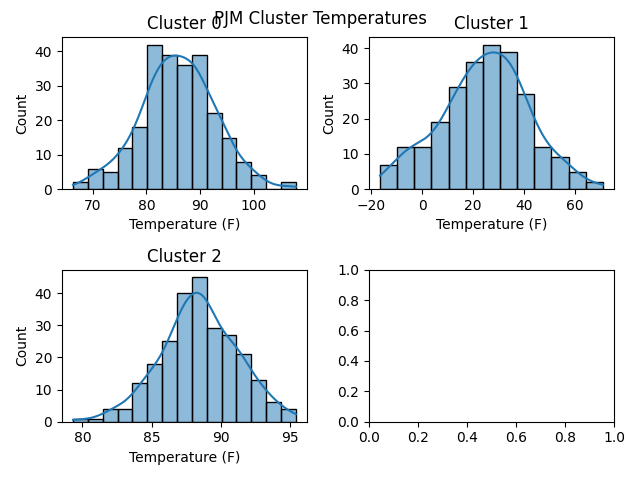 PJM Cluster Temperatures
Cluster 0
Cluster 1
Count
40
30
20
10
0
70 80 90 100
Temperature (F)
Count
40
30
20
10
0
−20 0 20 40 60
Temperature (F)
Cluster 2
Count
40
30
20
10
0
80 85 90 95
Temperature (F)
1.0
0.8
0.6
0.4
0.2
0.0
0.0 0.2 0.4 0.6 0.8 1.0